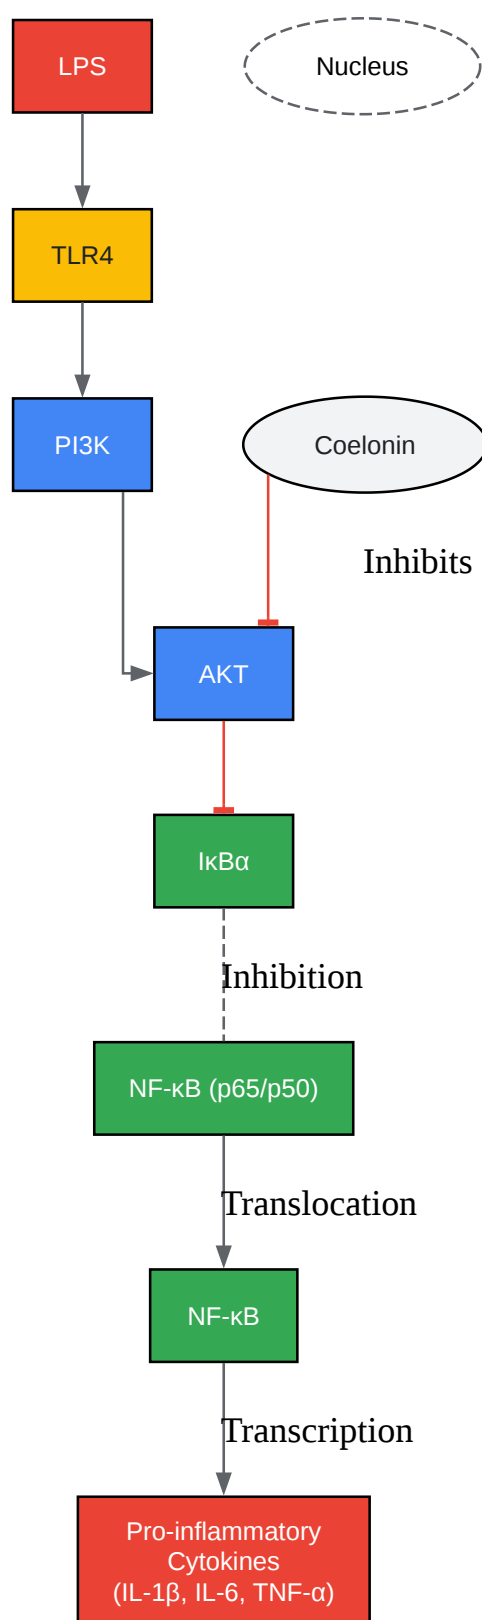 LPS
Nucleus
TLR4
PI3K
Coelonin
Inhibits
AKT
IκBα
Inhibition
NF-κB (p65/p50)
Translocation
NF-κB
Transcription
Pro-inflammatory
Cytokines
(IL-1β, IL-6, TNF-α)